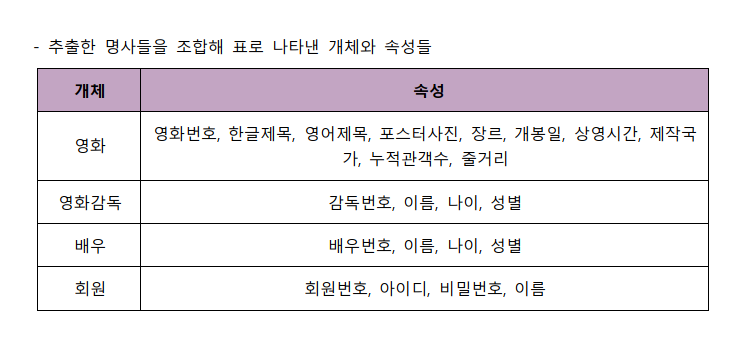 - 추출한 명사들을 조합해 표로 나타낸 개체와 속성들
개체 속성
영화 영화번호, 한글제목, 영어제목, 포스터사진, 장르, 개봉일, 상영시간, 제작국
가, 누적관객수, 줄거리
영화감독 감독번호, 이름, 나이, 성별
배우 배우번호, 이름, 나이, 성별
회원 회원번호, 아이디, 비밀번호, 이름